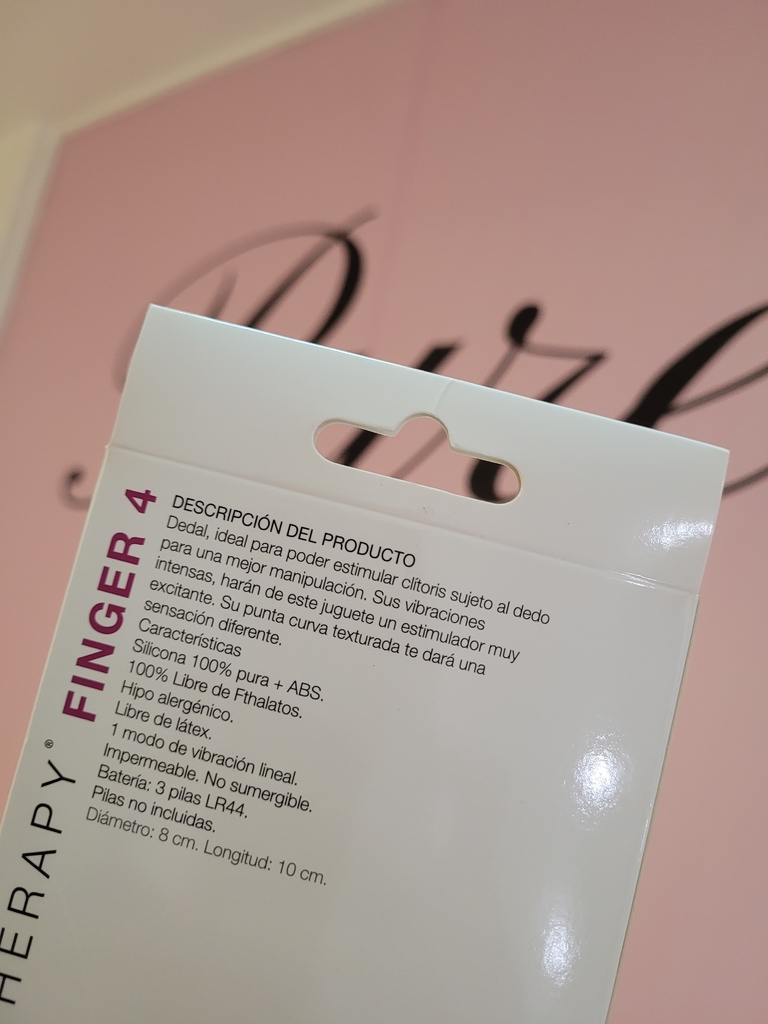 Pure
FINGER 4
HERAPY®
DESCRIPCIÓN DEL PRODUCTO
Dedal, ideal para poder estimular clítoris sujeto al dedo
para una mejor manipulación. Sus vibraciones
intensas, harán de este juguete un estimulador muy
excitante. Su punta curva texturada te dará una
sensación diferente.
Características
Silicona 100% pura + ABS.
100% Libre de Fthalatos.
Hipo alergénico.
Libre de látex.
1 modo de vibración lineal.
Impermeable. No sumergible.
Batería: 3 pilas LR44.
Pilas no incluidas.
Diámetro: 8 cm. Longitud: 10 cm.